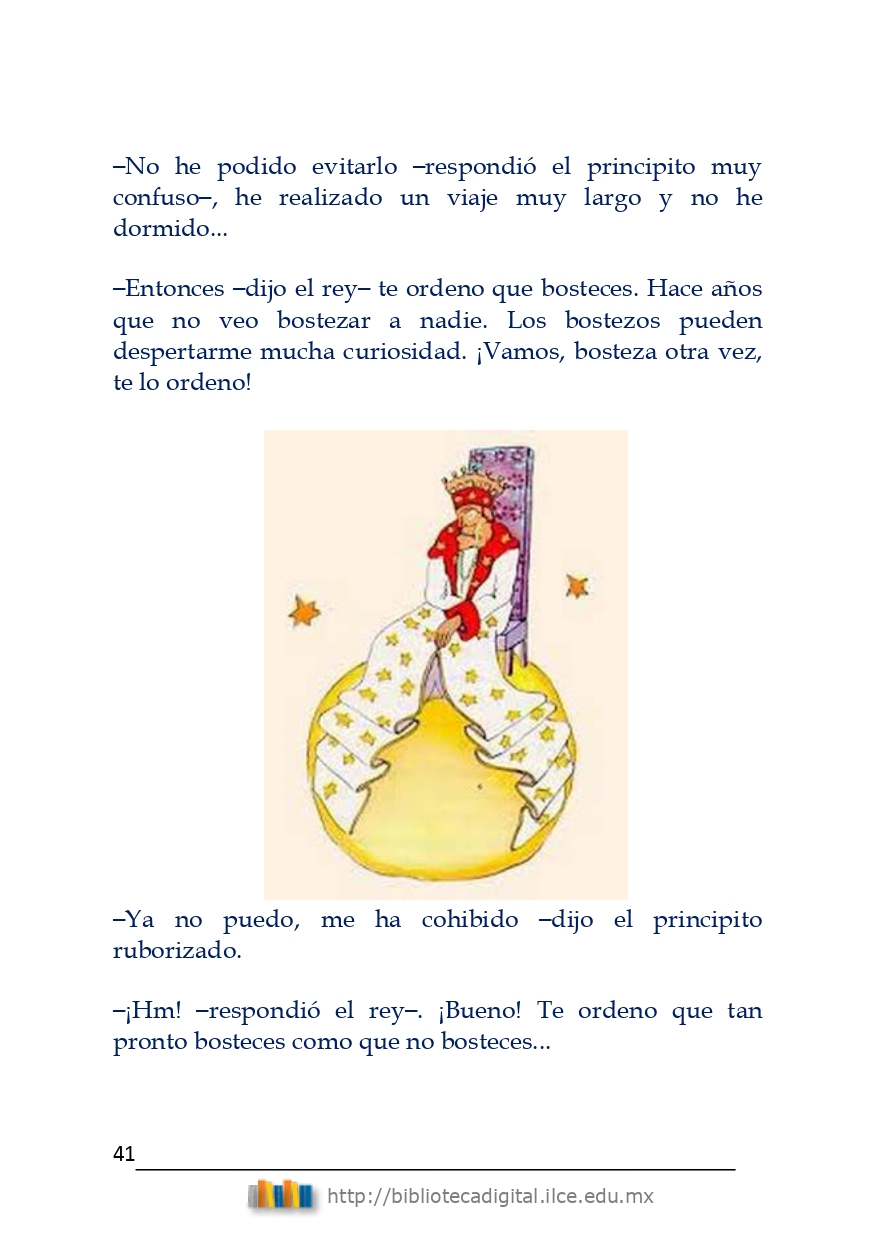 –No he podido evitarlo –respondió el principito muy
confuso–, he realizado un viaje muy largo y no he
dormido...
–Entonces –dijo el rey– te ordeno que bosteces. Hace años
que no veo bostezar a nadie. Los bostezos pueden
despertarme mucha curiosidad. ¡Vamos, bosteza otra vez,
te lo ordeno!
–Ya no puedo, me ha cohibido –dijo el principito
ruborizado.
–¡Hm! –respondió el rey–. ¡Bueno! Te ordeno que tan
pronto bosteces como que no bosteces...
41
http://bibliotecadigital.ilce.edu.mx